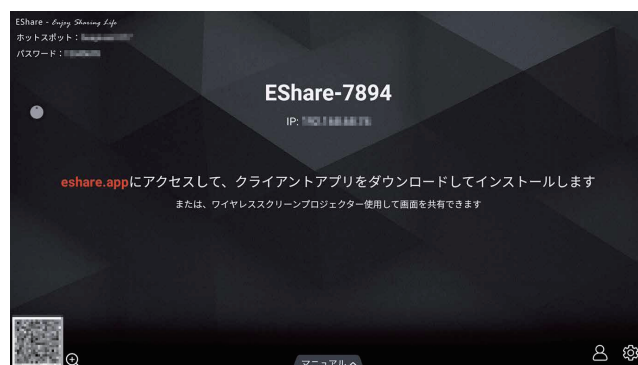 EShare - Enjoy Sharing Life
ホットスポット：
パスワード：
EShare-7894
IP:
eshare.appにアクセスして、クライアントアプリをダウンロードしてインストールします
または、ワイヤレススクリーンプロジェクター使用して画面を共有できます
マニュアル